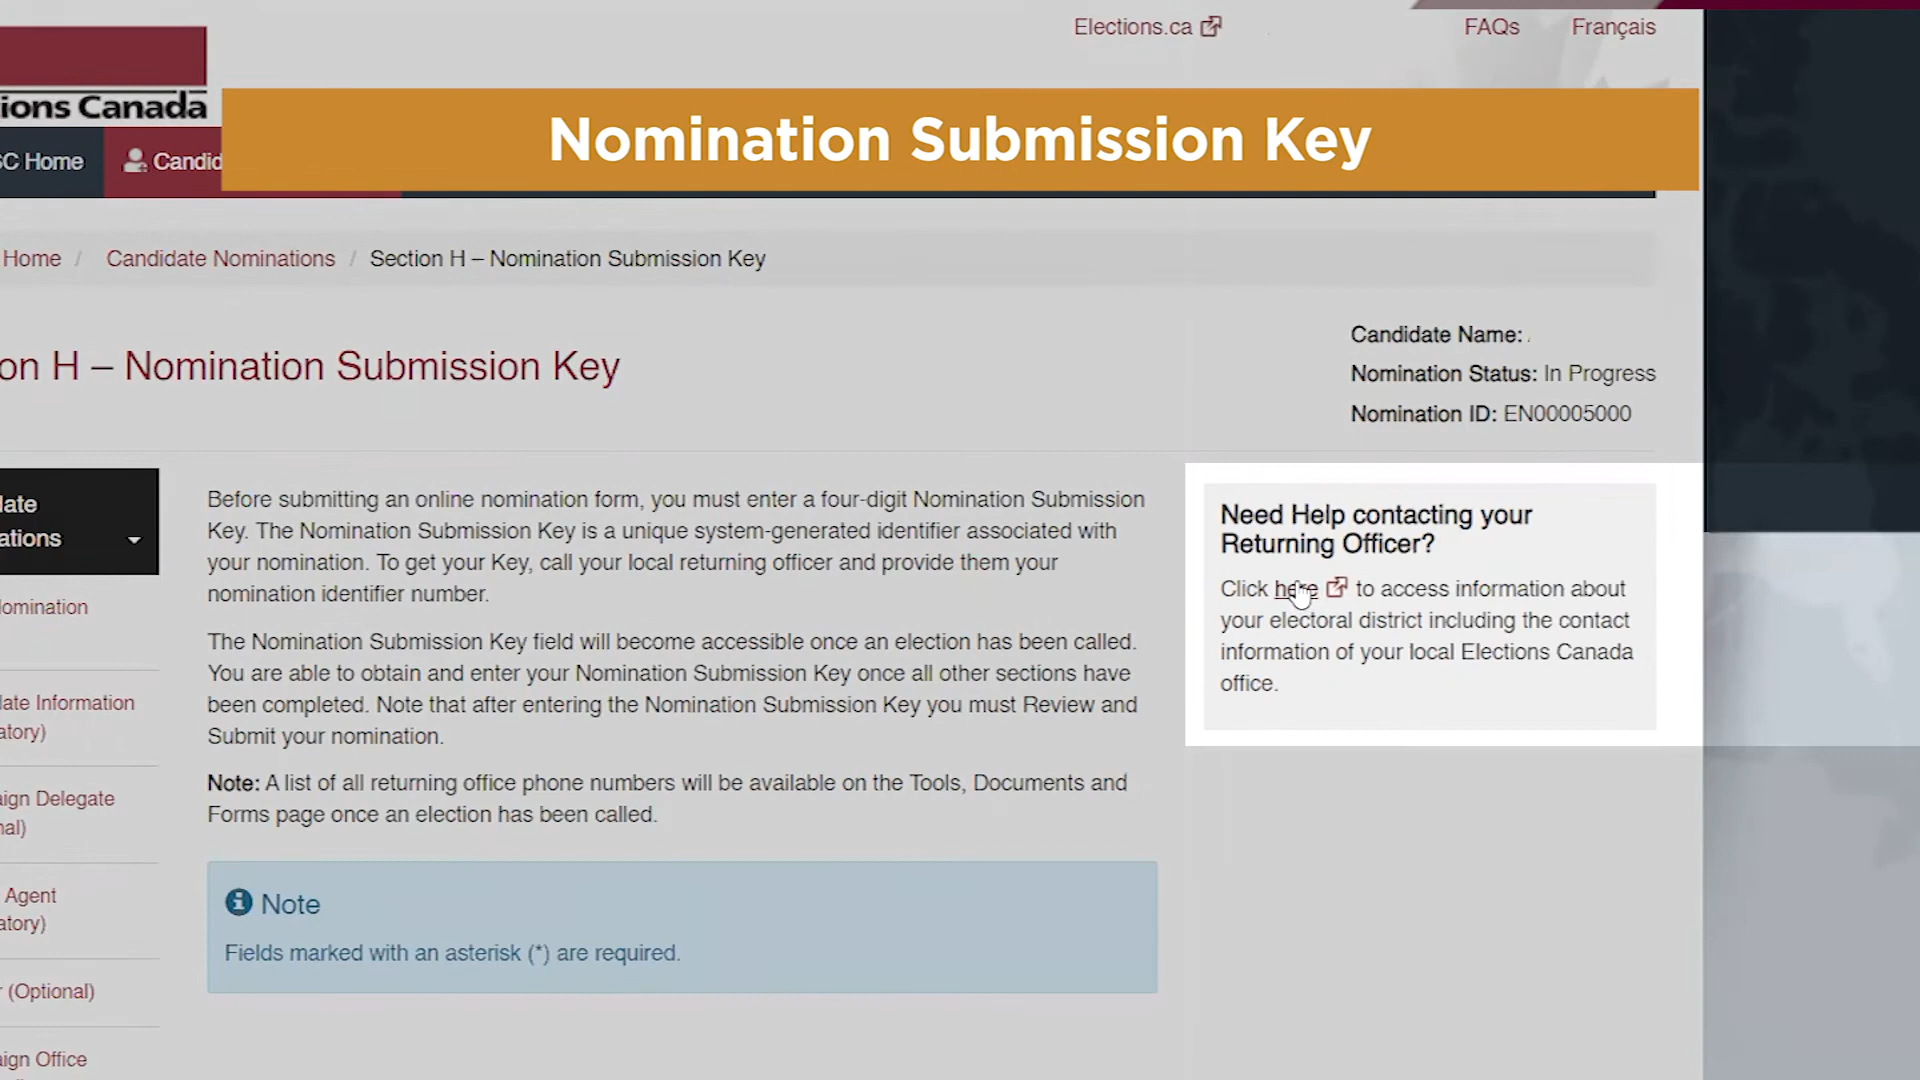 Elections.ca
FAQs
Français
ions Canada
Nomination Submission Key
SC Home
Candid
Home / Candidate Nominations / Section H – Nomination Submission Key
Candidate Name:
Nomination Status: In Progress
Nomination ID: EN00005000
on H – Nomination Submission Key
late
ations
omination
late Information
atory)
aign Delegate
nal)
Agent
atory)
r (Optional)
aign Office
Before submitting an online nomination form, you must enter a four-digit Nomination Submission
Key. The Nomination Submission Key is a unique system-generated identifier associated with
your nomination. To get your Key, call your local returning officer and provide them your
nomination identifier number.
The Nomination Submission Key field will become accessible once an election has been called.
You are able to obtain and enter your Nomination Submission Key once all other sections have
been completed. Note that after entering the Nomination Submission Key you must Review and
Submit your nomination.
Note: A list of all returning office phone numbers will be available on the Tools, Documents and
Forms page once an election has been called.
Note
Fields marked with an asterisk (*) are required.
Need Help contacting your
Returning Officer?
Click here to access information about
your electoral district including the contact
information of your local Elections Canada
office.